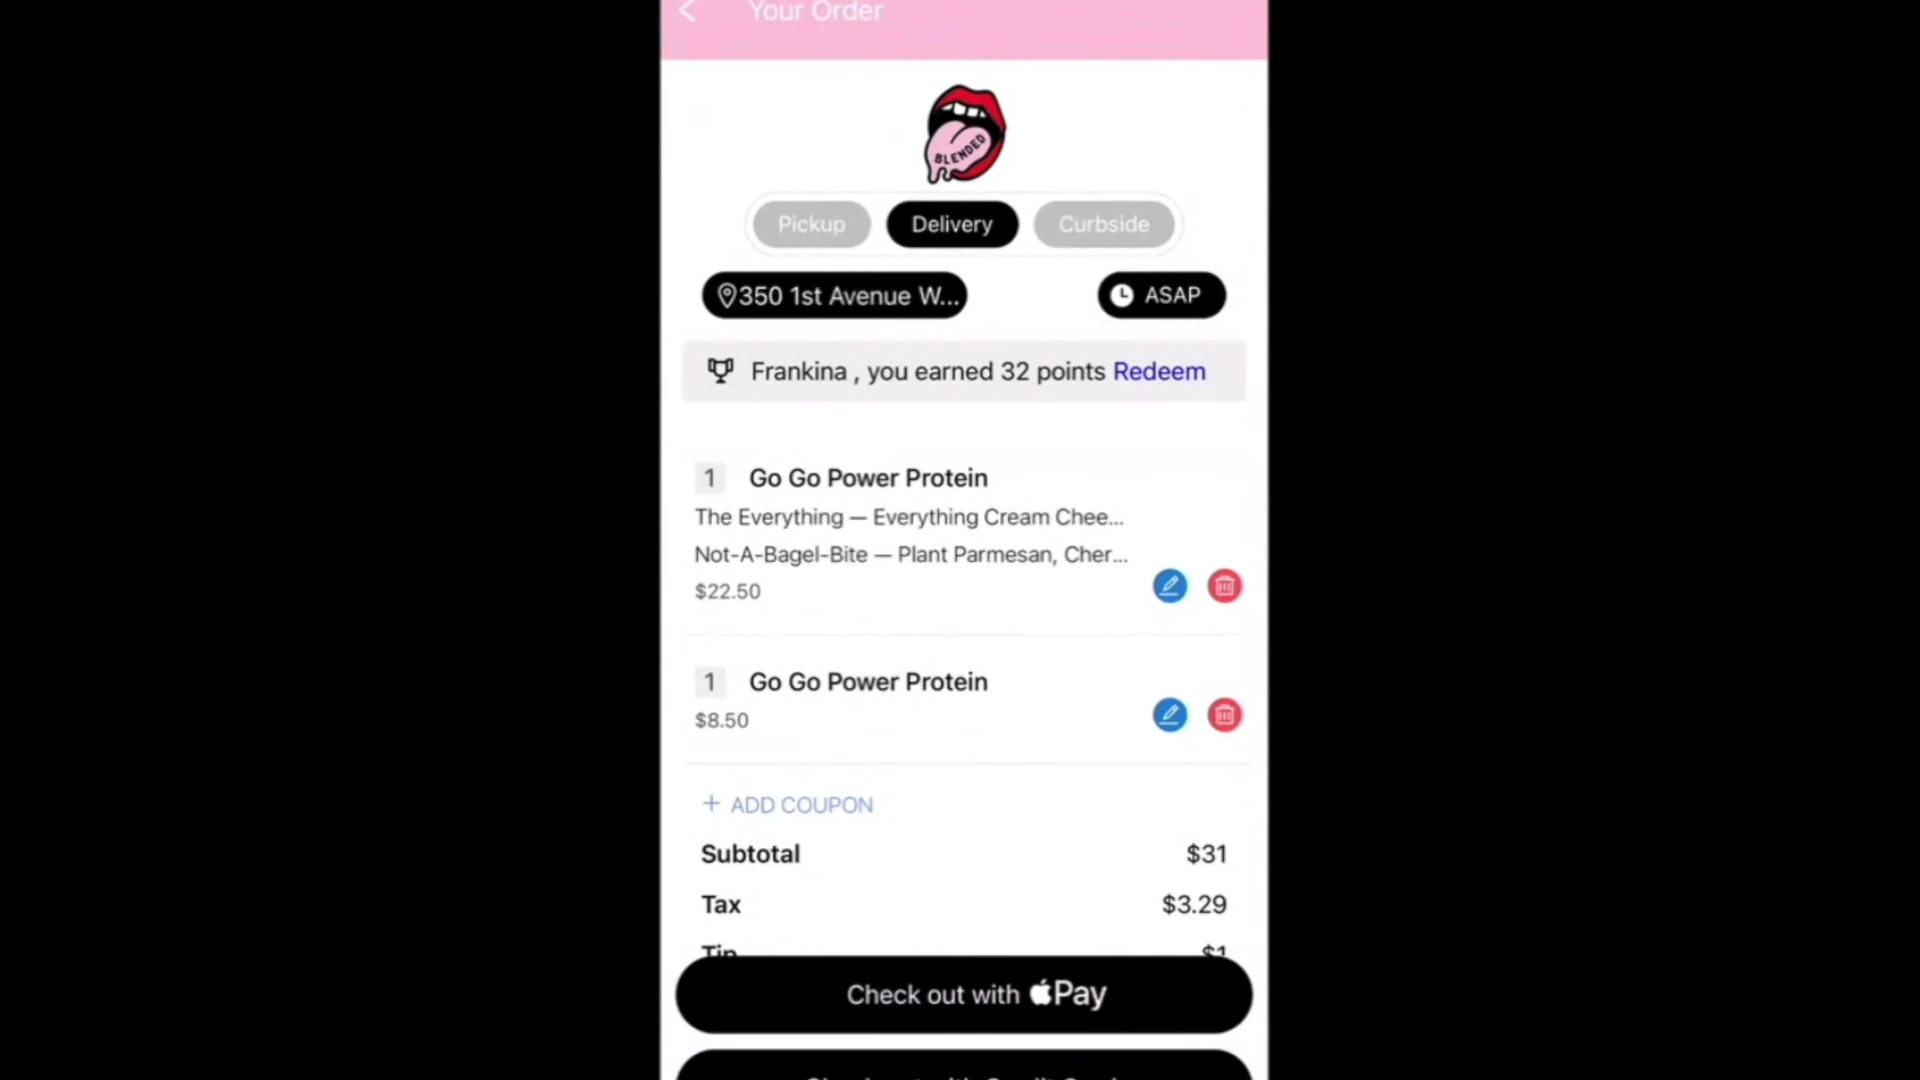 Your Order
BLENDED
Pickup
Delivery
Curbside
350 1st Avenue W...
ASAP
Frankina , you earned 32 points Redeem
1 Go Go Power Protein
The Everything — Everything Cream Chee...
Not-A-Bagel-Bite — Plant Parmesan, Cher...
$22.50
1 Go Go Power Protein
$8.50
+ ADD COUPON
Subtotal $31
Tax $3.29
Tip $1
Check out with Pay